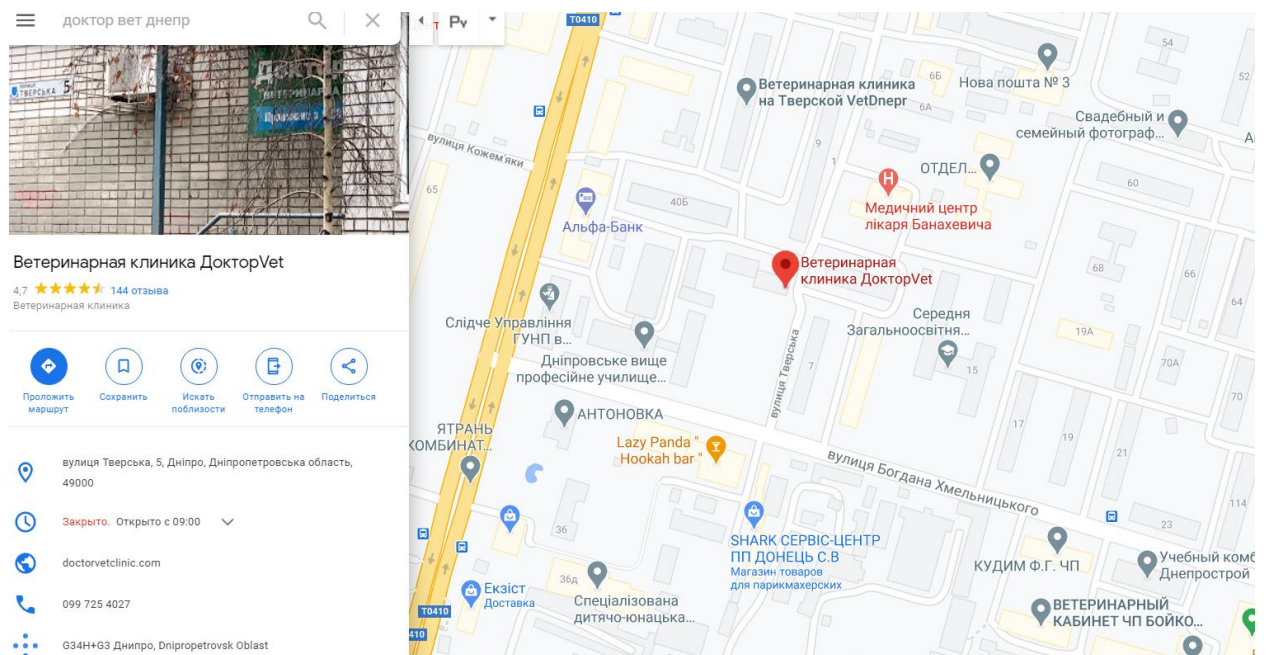 доктор вет днепр
ТВЕРСЬКА 5
ДОКТОР
ВЕТЕРИНАРНА
Ветеринарная клиника ДокторVet
4,7 144 отзыва
Ветеринарная клиника
Проложить
маршрут
Сохранить
Искать
поблизости
Отправить на
телефон
Поделиться
вулиця Тверська, 5, Дніпро, Дніпропетровська область,
49000
Закрыто. Открыто с 09:00
doctorvetclinic.com
099 725 4027
G34H+G3 Днипро, Dnipropetrovsk Oblast
Ру
T0410
54
52
6Б
6А
Нова пошта № 3
Ветеринарная клиника
на Тверской VetDnepr
Свадебный и
семейный фотограф...
вулиця Кожем'яки
9
1
ОТДЕЛ...
65
40Б
60
Альфа-Банк
Медичний центр
лікаря Банахевича
Ветеринарная
клиника ДокторVet
68
66
64
Слідче Управління
ГУНП в...
Середня
Загальноосвітня...
19А
Дніпровське вище
професійне училище...
вулиця Тверська
7
15
70А
70
АНТОНОВКА
ЯТРАНЬ
КОМБИНАТ...
Lazy Panda "
Hookah bar "
17
19
21
вулиця Богдана Хмельницького
114
23
36
SHARK СЕРВІС-ЦЕНТР
ПП ДОНЕЦЬ С.В
Магазин товаров
для парикмахерских
КУДИМ Ф.Г. ЧП
Учебный комб
Днепрострой
36д
Екзіст
Доставка
Спеціалізована
дитячо-юнацька...
T0410
ВЕТЕРИНАРНЫЙ
КАБИНЕТ ЧП БОЙКО...
410